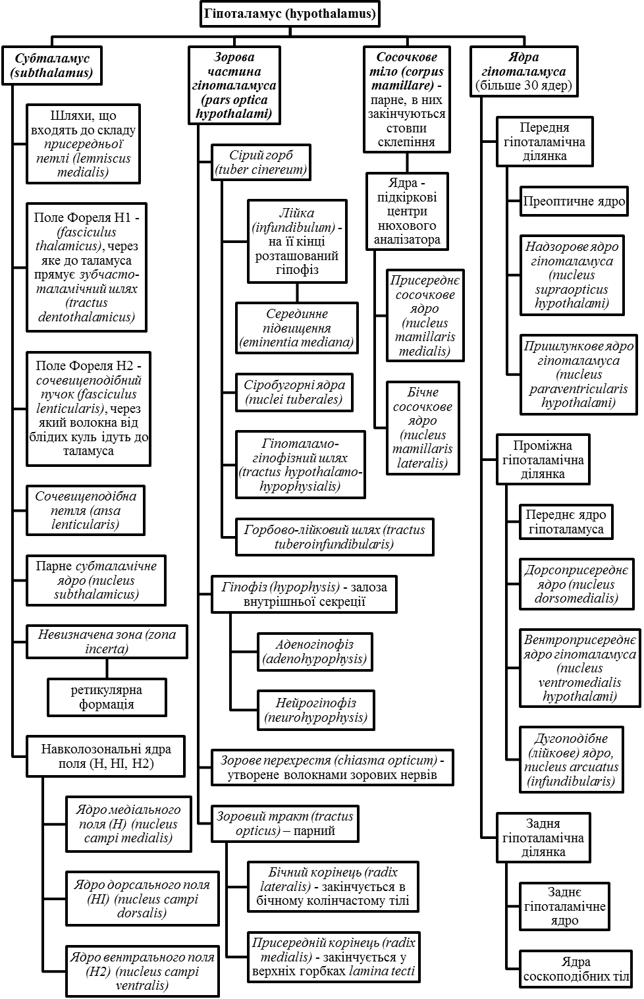 Гіпоталамус (hypothalamus)
Субталамус
(subthalamus)
Шляхи, що
входять до складу
присередньої
петлі (lemniscus
medialis)
Поле Фореля H1 -
(fasciculus
thalamicus), через
яке до таламуса
прямує зубчасто-
таламічний шлях
(tractus
dentothalamicus)
Поле Фореля H2 -
сочевицеподібний
пучок (fasciculus
lenticularis), через
який волокна від
блідих куль ідуть до
таламуса
Сочевицеподібна
петля (ansa
lenticularis)
Парне субталамічне
ядро (nucleus
subthalamicus)
Невизначена зона (zona
incerta)
ретикулярна
формація
Навколозональні ядра
поля (H, HI, H2)
Ядро медіального
поля (H) (nucleus
campi medialis)
Ядро дорсального поля
(HI) (nucleus campi
dorsalis)
Ядро вентрального поля
(H2) (nucleus campi
ventralis)
Зорова
частина
гіпоталамуса
(pars optica
hypothalami)
Сірий горб
(tuber cinereum)
Лійка
(infundibulum) -
на її кінці
розташований
гіпофіз
Серединне
підвищення
(eminentia mediana)
Сіробугорні ядра
(nuclei tuberales)
Гіпоталамо-
гіпофізний шлях
(tractus hypothalamo-
hypophysialis)
Горбово-лійковий шлях (tractus
tuberoinfundibularis)
Гіпофіз (hypophysis) - залоза
внутрішньої секреції
Аденогіпофіз
(adenohypophysis)
Нейрогіпофіз
(neurohypophysis)
Зорове перехрестя (chiasma opticum) -
утворене волокнами зорових нервів
Зоровий тракт (tractus
opticus) – парний
Бічний корінець (radix
lateralis) - закінчується в
бічному колінчастому тілі
Присередній корінець (radix
medialis) - закінчується у
верхніх горбках lamina tecti
Сосочкове
тіло (corpus
mamillare) -
парне, в них
закінчуються
стовпи
склепіння
Ядра -
підкіркові
центри
нюхового
аналізатора
Присереднє
сосочкове
ядро
(nucleus
mamillaris
medialis)
Бічне
сосочкове
ядро
(nucleus
mamillaris
lateralis)
Ядра
гіпоталамуса
(більше 30 ядер)
Передня
гіпоталамічна
ділянка
Преоптичне ядро
Надзорове ядро
гіпоталамуса
(nucleus
supraopticus
hypothalami)
Пришлункове ядро
гіпоталамуса
(nucleus
paraventricularis
hypothalami)
Проміжна
гіпоталамічна
ділянка
Переднє ядро
гіпоталамуса
Дорсоприсереднє
ядро (nucleus
dorsomedialis)
Вентроприсереднє
ядро гіпоталамуса
(nucleus
ventromedialis
hypothalami)
Дугоподібне
(лійкове) ядро,
nucleus arcuatus
(infundibularis)
Задня
гіпоталамічна
ділянка
Заднє
гіпоталамічне
ядро
Ядра
соскоподібних тіл